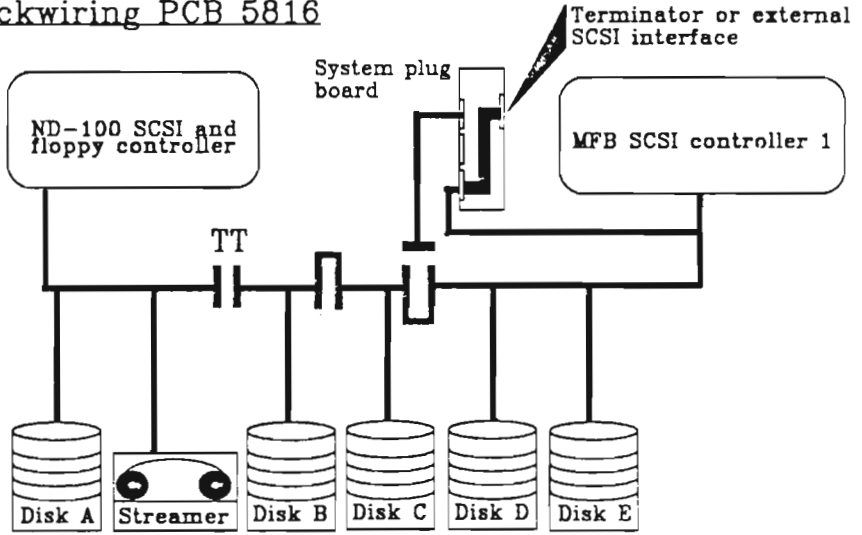 ckwiring PCB 5816
Terminator or external
SCSI interface
System plug
board
ND-100 SCSI and
floppy controller
MFB SCSI controller 1
TT
Disk A
Streamer
Disk B
Disk C
Disk D
Disk E